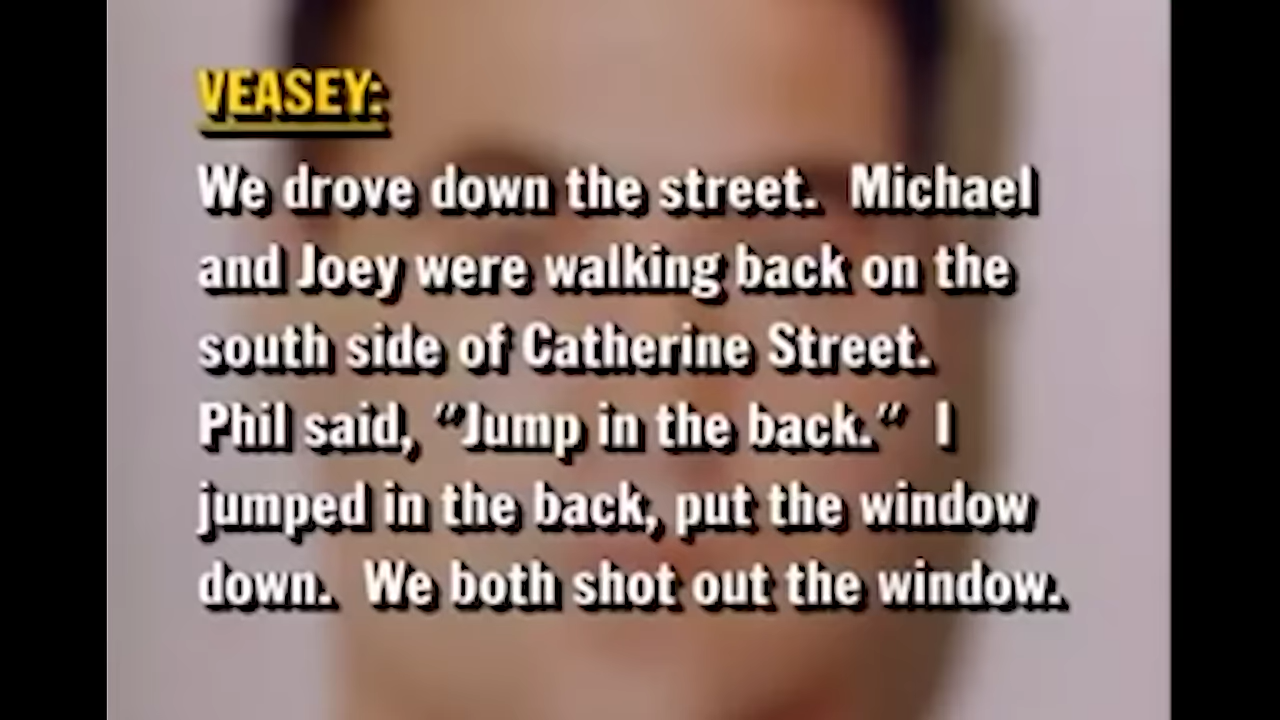 VEASEY:
We drove down the street. Michael
and Joey were walking back on the
south side of Catherine Street.
Phil said, "Jump in the back." I
jumped in the back, put the window
down. We both shot out the window.